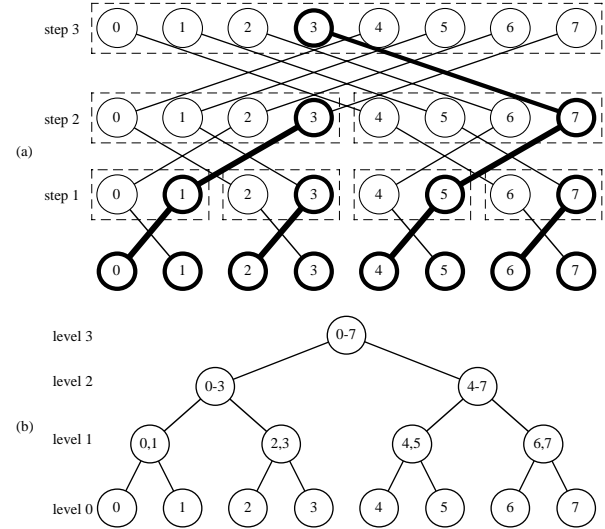 step 3 0 1 2 3 4 5 6 7
step 2 0 1 2 3 4 5 6 7
(a)
step 1 0 1 2 3 4 5 6 7
0 1 2 3 4 5 6 7
level 3 0-7
level 2 0-3 4-7
(b)
level 1 0,1 2,3 4,5 6,7
level 0 0 1 2 3 4 5 6 7